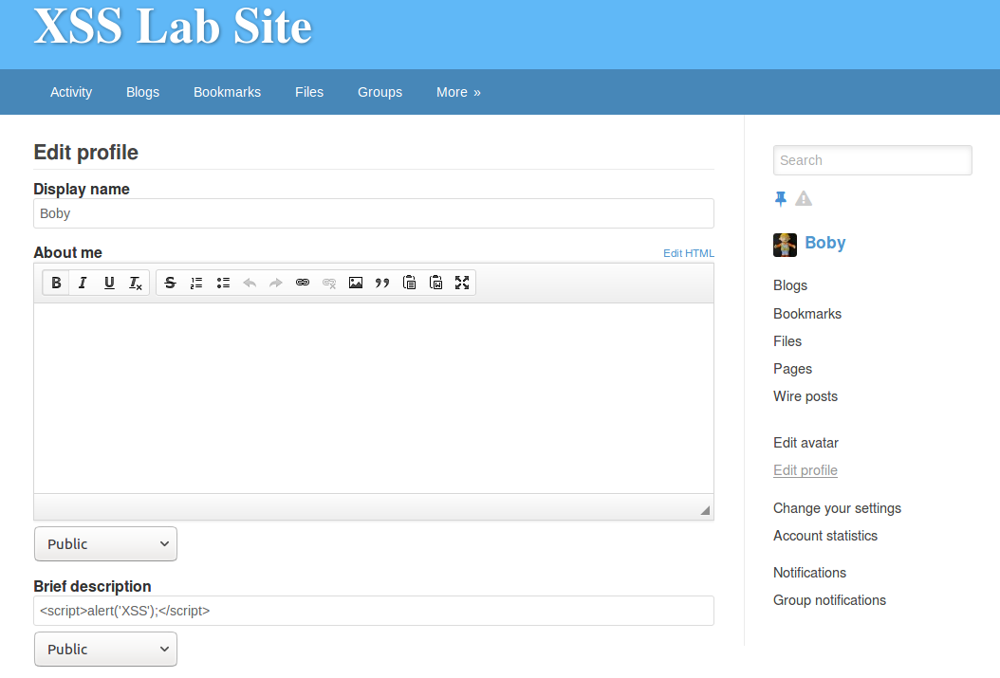 XSS Lab Site
Activity Blogs Bookmarks Files Groups More »
Edit profile
Display name
Boby
About me
Edit HTML
B I U Tx S
Public
Brief description
<script>alert('XSS');</script>
Public
Search
Boby
Blogs
Bookmarks
Files
Pages
Wire posts
Edit avatar
Edit profile
Change your settings
Account statistics
Notifications
Group notifications